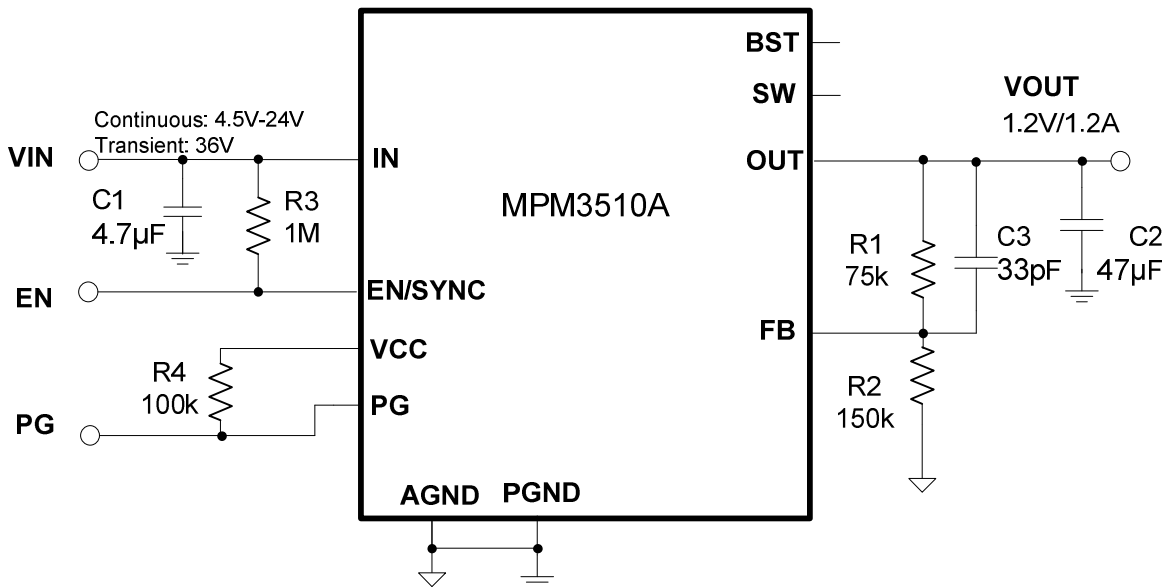 BST
SW
VOUT
1.2V/1.2A
Continuous: 4.5V-24V
Transient: 36V
VIN
IN
OUT
MPM3510A
C1
4.7µF
R3
1M
R1
75k
C3
33pF
C2
47µF
EN
EN/SYNC
FB
VCC
R4
100k
PG
PG
R2
150k
AGND
PGND